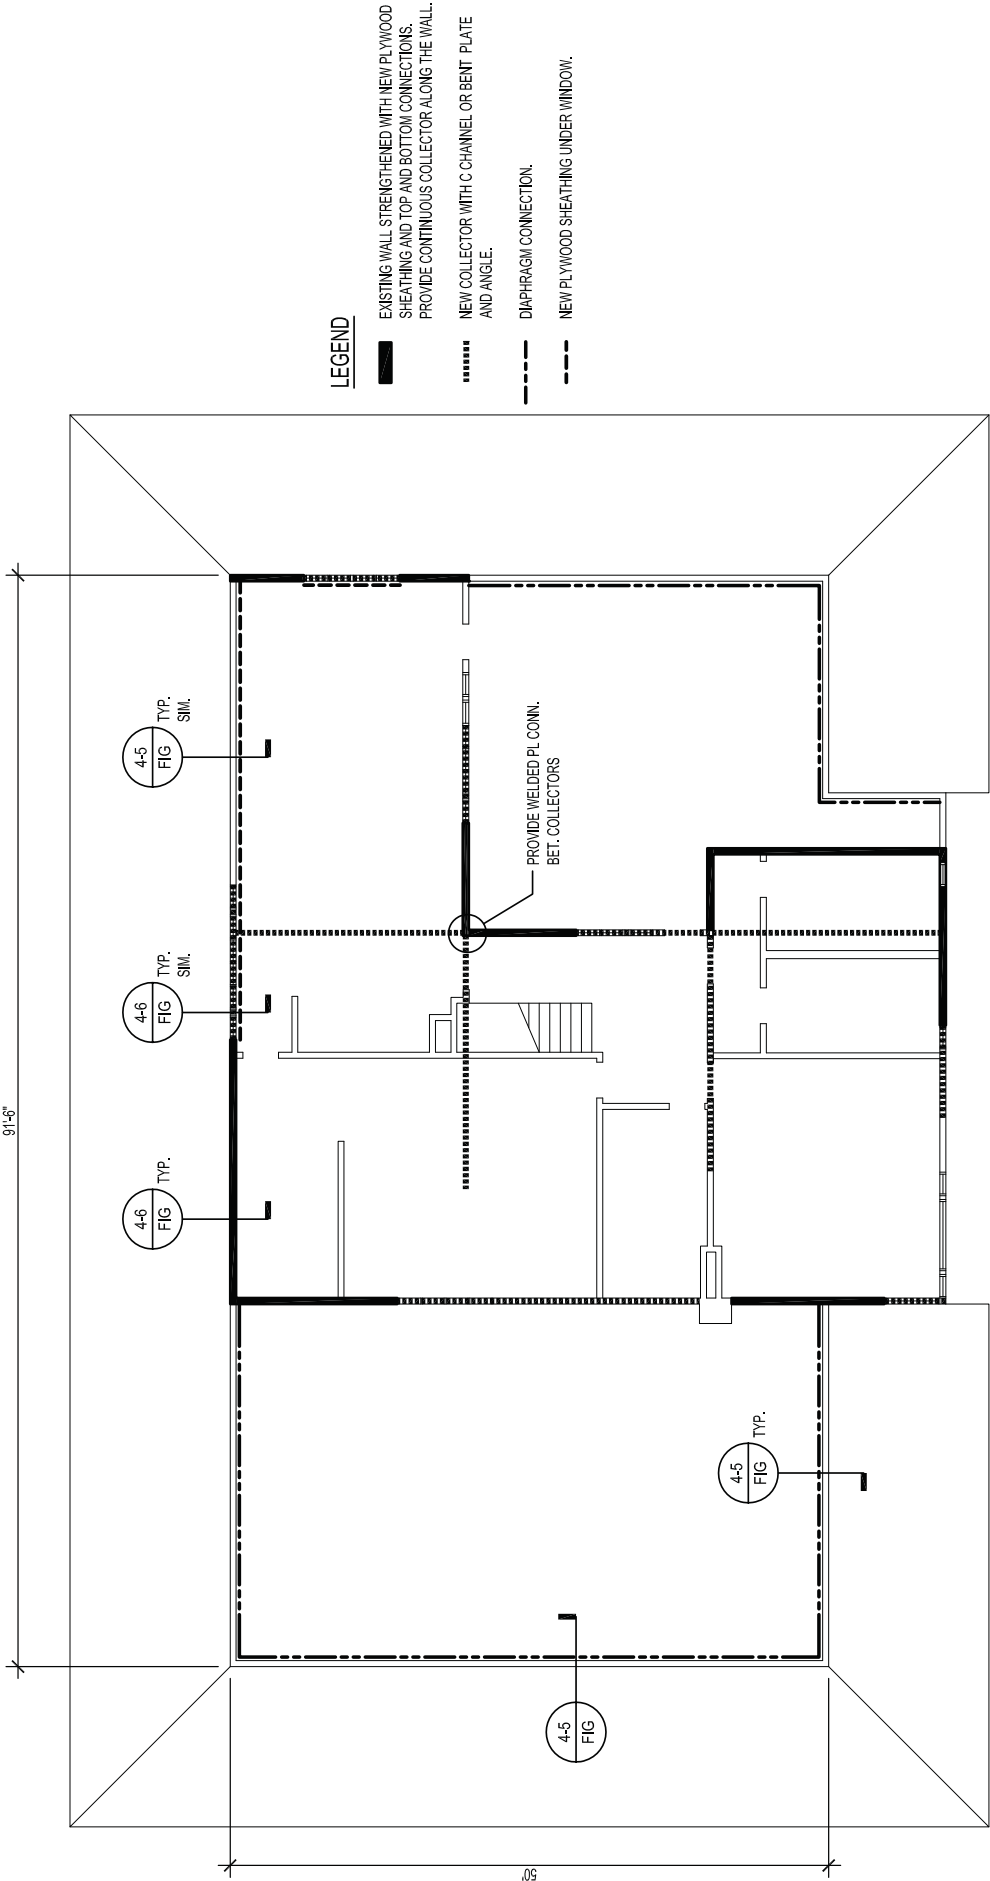 91'-6"
50'
4-6
FIG
TYP.
4-6
FIG
TYP.
SIM.
4-5
FIG
TYP.
SIM.
4-5
FIG
4-5
FIG
TYP.
PROVIDE WELDED PL CONN.
BET. COLLECTORS
LEGEND
EXISTING WALL STRENGTHENED WITH NEW PLYWOOD
SHEATHING AND TOP AND BOTTOM CONNECTIONS.
PROVIDE CONTINUOUS COLLECTOR ALONG THE WALL.
NEW COLLECTOR WITH C CHANNEL OR BENT PLATE
AND ANGLE.
DIAPHRAGM CONNECTION.
NEW PLYWOOD SHEATHING UNDER WINDOW.